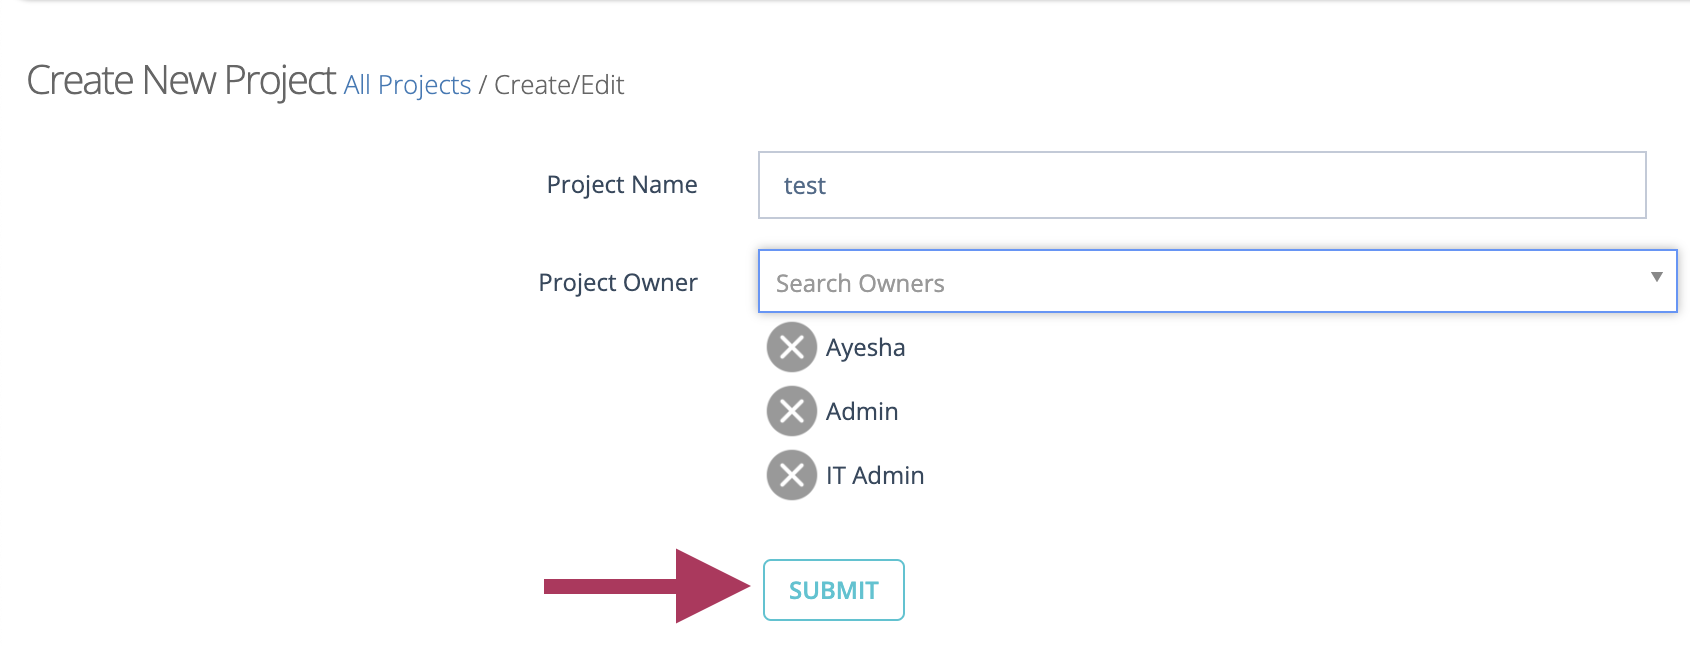 Create New Project All Projects / Create/Edit
Project Name test
Project Owner Search Owners
Ayesha
Admin
IT Admin
SUBMIT